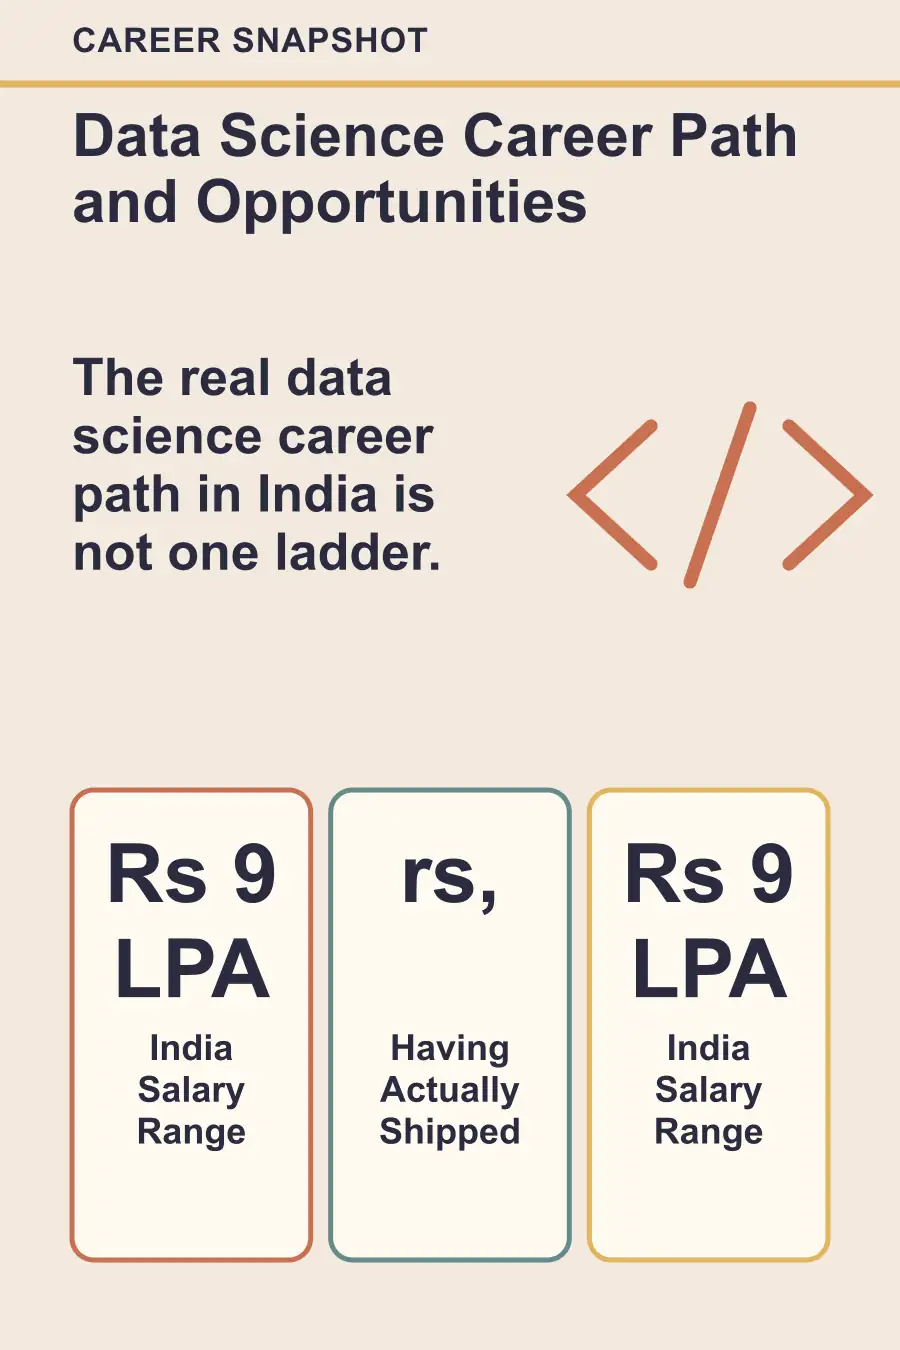 CAREER SNAPSHOT
Data Science Career Path
and Opportunities
The real data
science career
path in India is
not one ladder.
</>
Rs 9
LPA
India
Salary
Range
rs,
Having
Actually
Shipped
Rs 9
LPA
India
Salary
Range